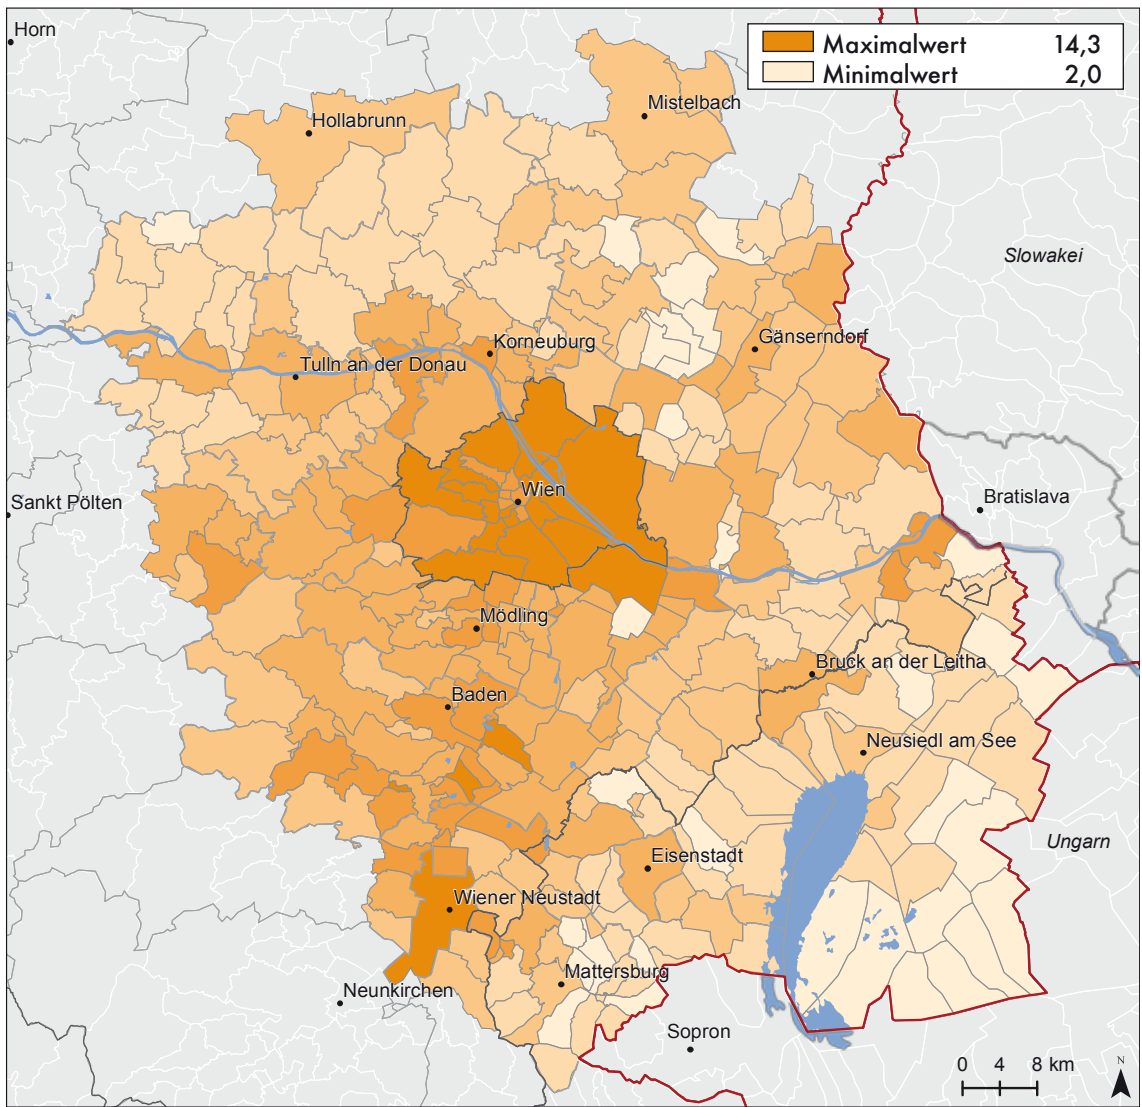 Horn
Maximalwert 14,3
Minimalwert 2,0
Mistelbach
Hollabrunn
Slowakei
Gänserndorf
Korneuburg
Tulln an der Donau
Wien
Bratislava
Sankt Pölten
Mödling
Bruck an der Leitha
Baden
Neusiedl am See
Ungarn
Eisenstadt
Wiener Neustadt
Mattersburg
Neunkirchen
Sopron
0 4 8 km
N